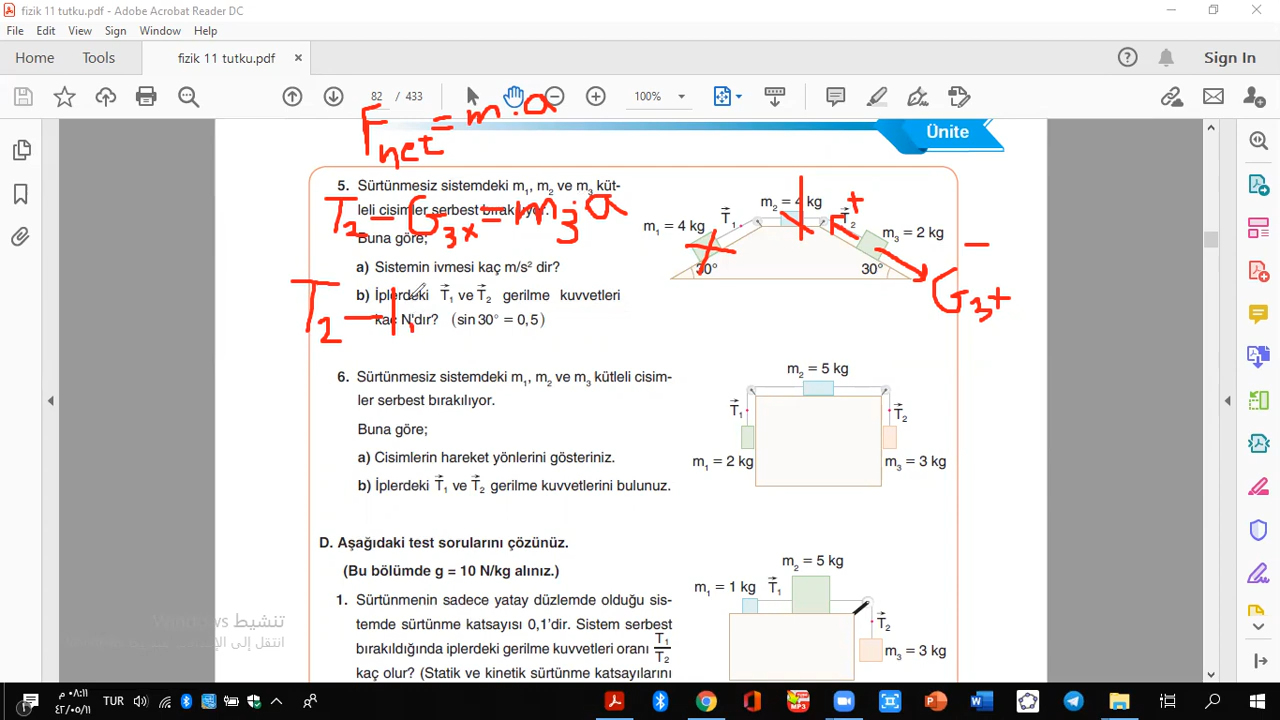 fizik 11 tutku.pdf - Adobe Acrobat Reader DC
File Edit View Sign Window Help
Home Tools fizik 11 tutku.pdf × Sign In
82 / 433 100%
Fnet = m.a
Ünite
5. Sürtünmesiz sistemdeki m1, m2 ve m3 küt-
leli cisimler serbest bırakılıyor.
T2 - G3x = m3 a
Buna göre;
a) Sistemin ivmesi kaç m/s² dir?
b) İplerdeki T1 ve T2 gerilme kuvvetleri
kaç N'dır? (sin30° = 0,5)
T2 - 1
m2 = 4 kg
T1
T2
+
m1 = 4 kg
m3 = 2 kg
-
30°
30°
G3+
6. Sürtünmesiz sistemdeki m1, m2 ve m3 kütleli cisim-
ler serbest bırakılıyor.
Buna göre;
a) Cisimlerin hareket yönlerini gösteriniz.
b) İplerdeki T1 ve T2 gerilme kuvvetlerini bulunuz.
m2 = 5 kg
T1
T2
m1 = 2 kg
m3 = 3 kg
D. Aşağıdaki test sorularını çözünüz.
(Bu bölümde g = 10 N/kg alınız.)
1. Sürtünmenin sadece yatay düzlemde olduğu sis-
temde sürtünme katsayısı 0,1'dir. Sistem serbest
bırakıldığında iplerdeki gerilme kuvvetleri oranı T1/T2
kaç olur? (Statik ve kinetik sürtünme katsayılarını
m2 = 5 kg
m1 = 1 kg
T1
T2
m3 = 3 kg
تنشيط Windows
TUR